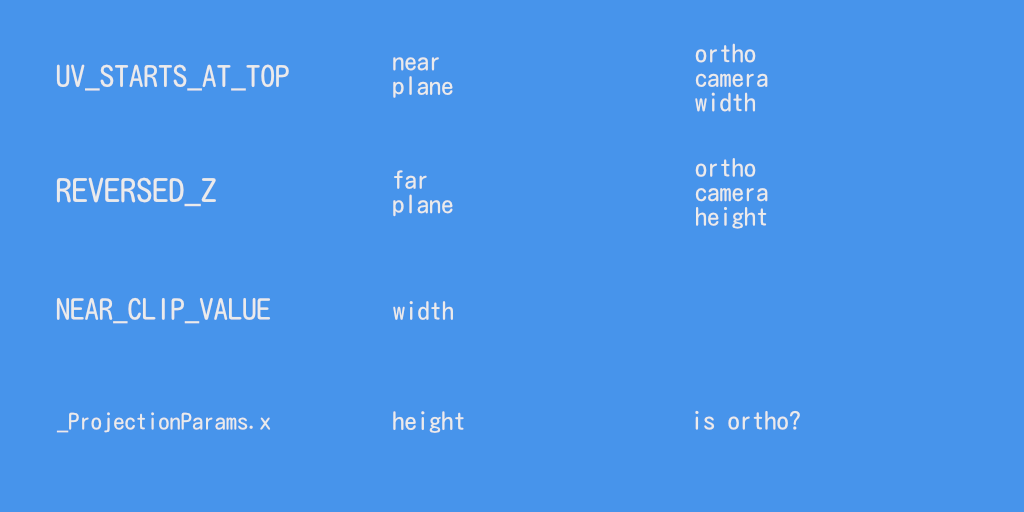 UV_STARTS_AT_TOP
near
plane
ortho
camera
width
REVERSED_Z
far
plane
ortho
camera
height
NEAR_CLIP_VALUE
width
_ProjectionParams.x
height
is ortho?